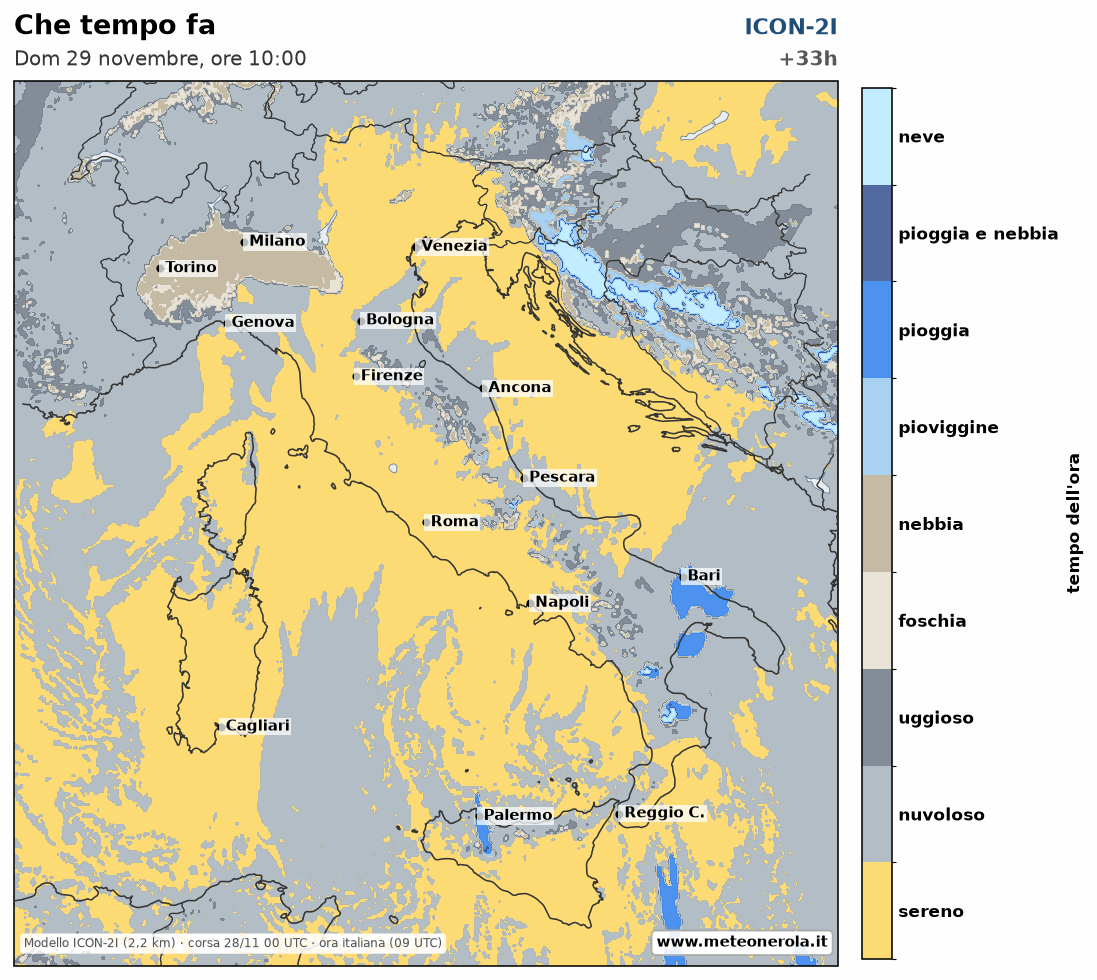 Che tempo fa
ICON-2I
Dom 29 novembre, ore 10:00
+33h
Milano
Venezia
Torino
Genova
Bologna
Firenze
Ancona
Pescara
Roma
Bari
Napoli
Cagliari
Palermo
Reggio C.
Modello ICON-2I (2,2 km) · corsa 28/11 00 UTC · ora italiana (09 UTC)
www.meteonerola.it
neve
pioggia e nebbia
pioggia
pioviggine
nebbia
foschia
uggioso
nuvoloso
sereno
tempo dell'ora